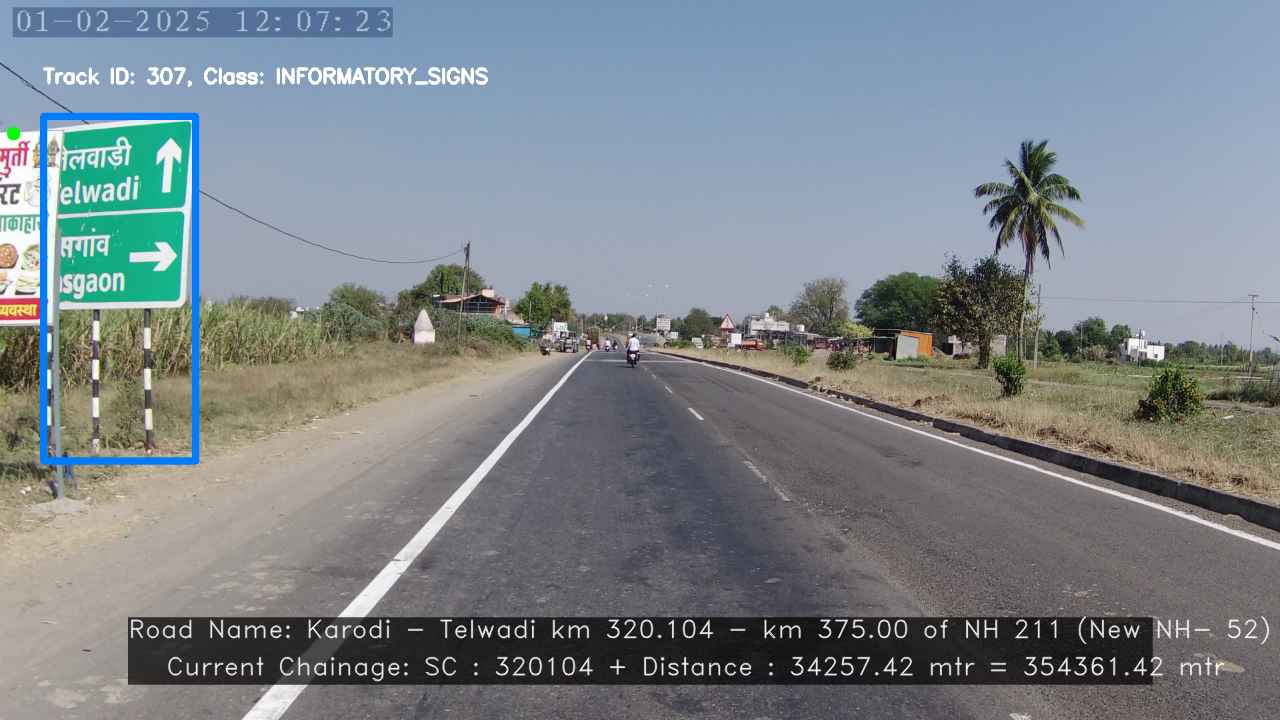 01-02-2025 12:07:23
Track ID: 307, Class: INFORMATORY_SIGNS
मुर्ती
elwadi
सगांव
sgaon
व्यवस्था
Road Name: Karodi - Telwadi km 320.104 - km 375.00 of NH 211 (New NH- 52)
Current Chainage: SC : 320104 + Distance : 34257.42 mtr = 354361.42 mtr